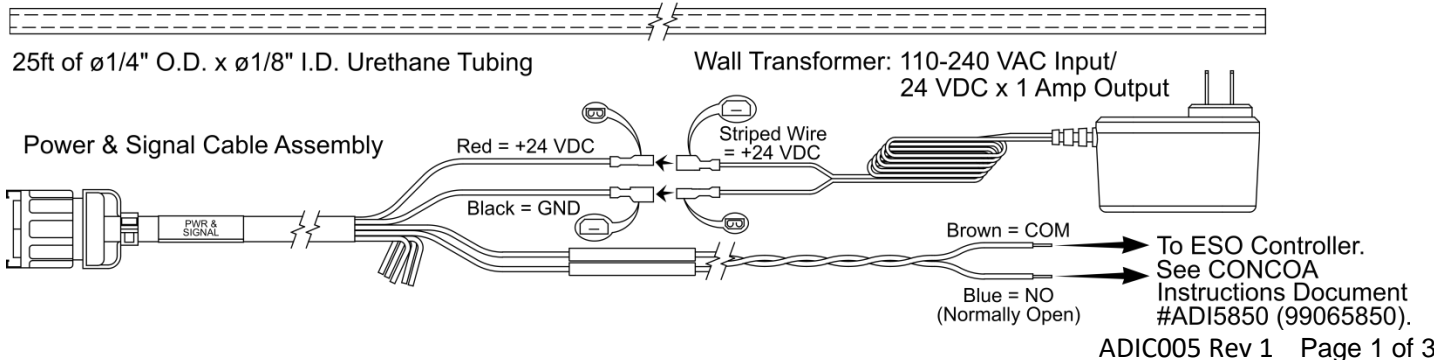 25ft of ø1/4" O.D. x ø1/8" I.D. Urethane Tubing
Wall Transformer: 110-240 VAC Input/
24 VDC x 1 Amp Output
Power & Signal Cable Assembly
Red = +24 VDC
Striped Wire
= +24 VDC
Black = GND
PWR &
SIGNAL
Brown = COM
Blue = NO
(Normally Open)
To ESO Controller.
See CONCOA
Instructions Document
#ADI5850 (99065850).
ADIC005 Rev 1 Page 1 of 3